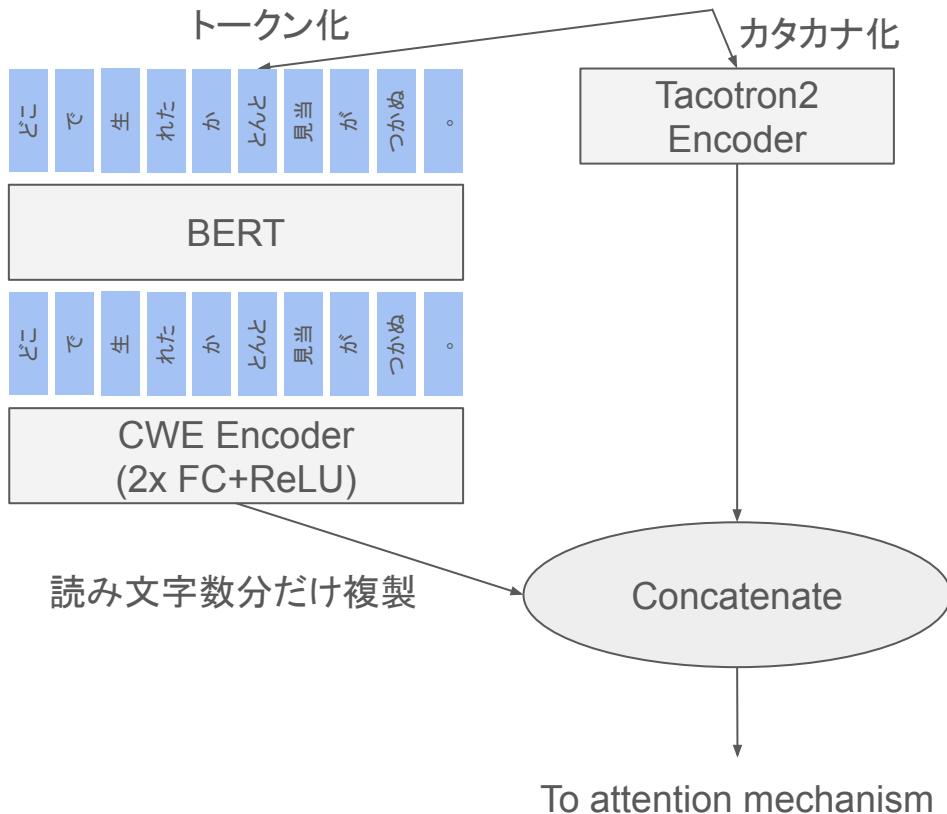 トークン化
カタカナ化
どこ
で
生
れた
か
とんと
見当
が
つかぬ
。
Tacotron2
Encoder
BERT
どこ
で
生
れた
か
とんと
見当
が
つかぬ
。
CWE Encoder
(2x FC+ReLU)
読み文字数分だけ複製
Concatenate
To attention mechanism